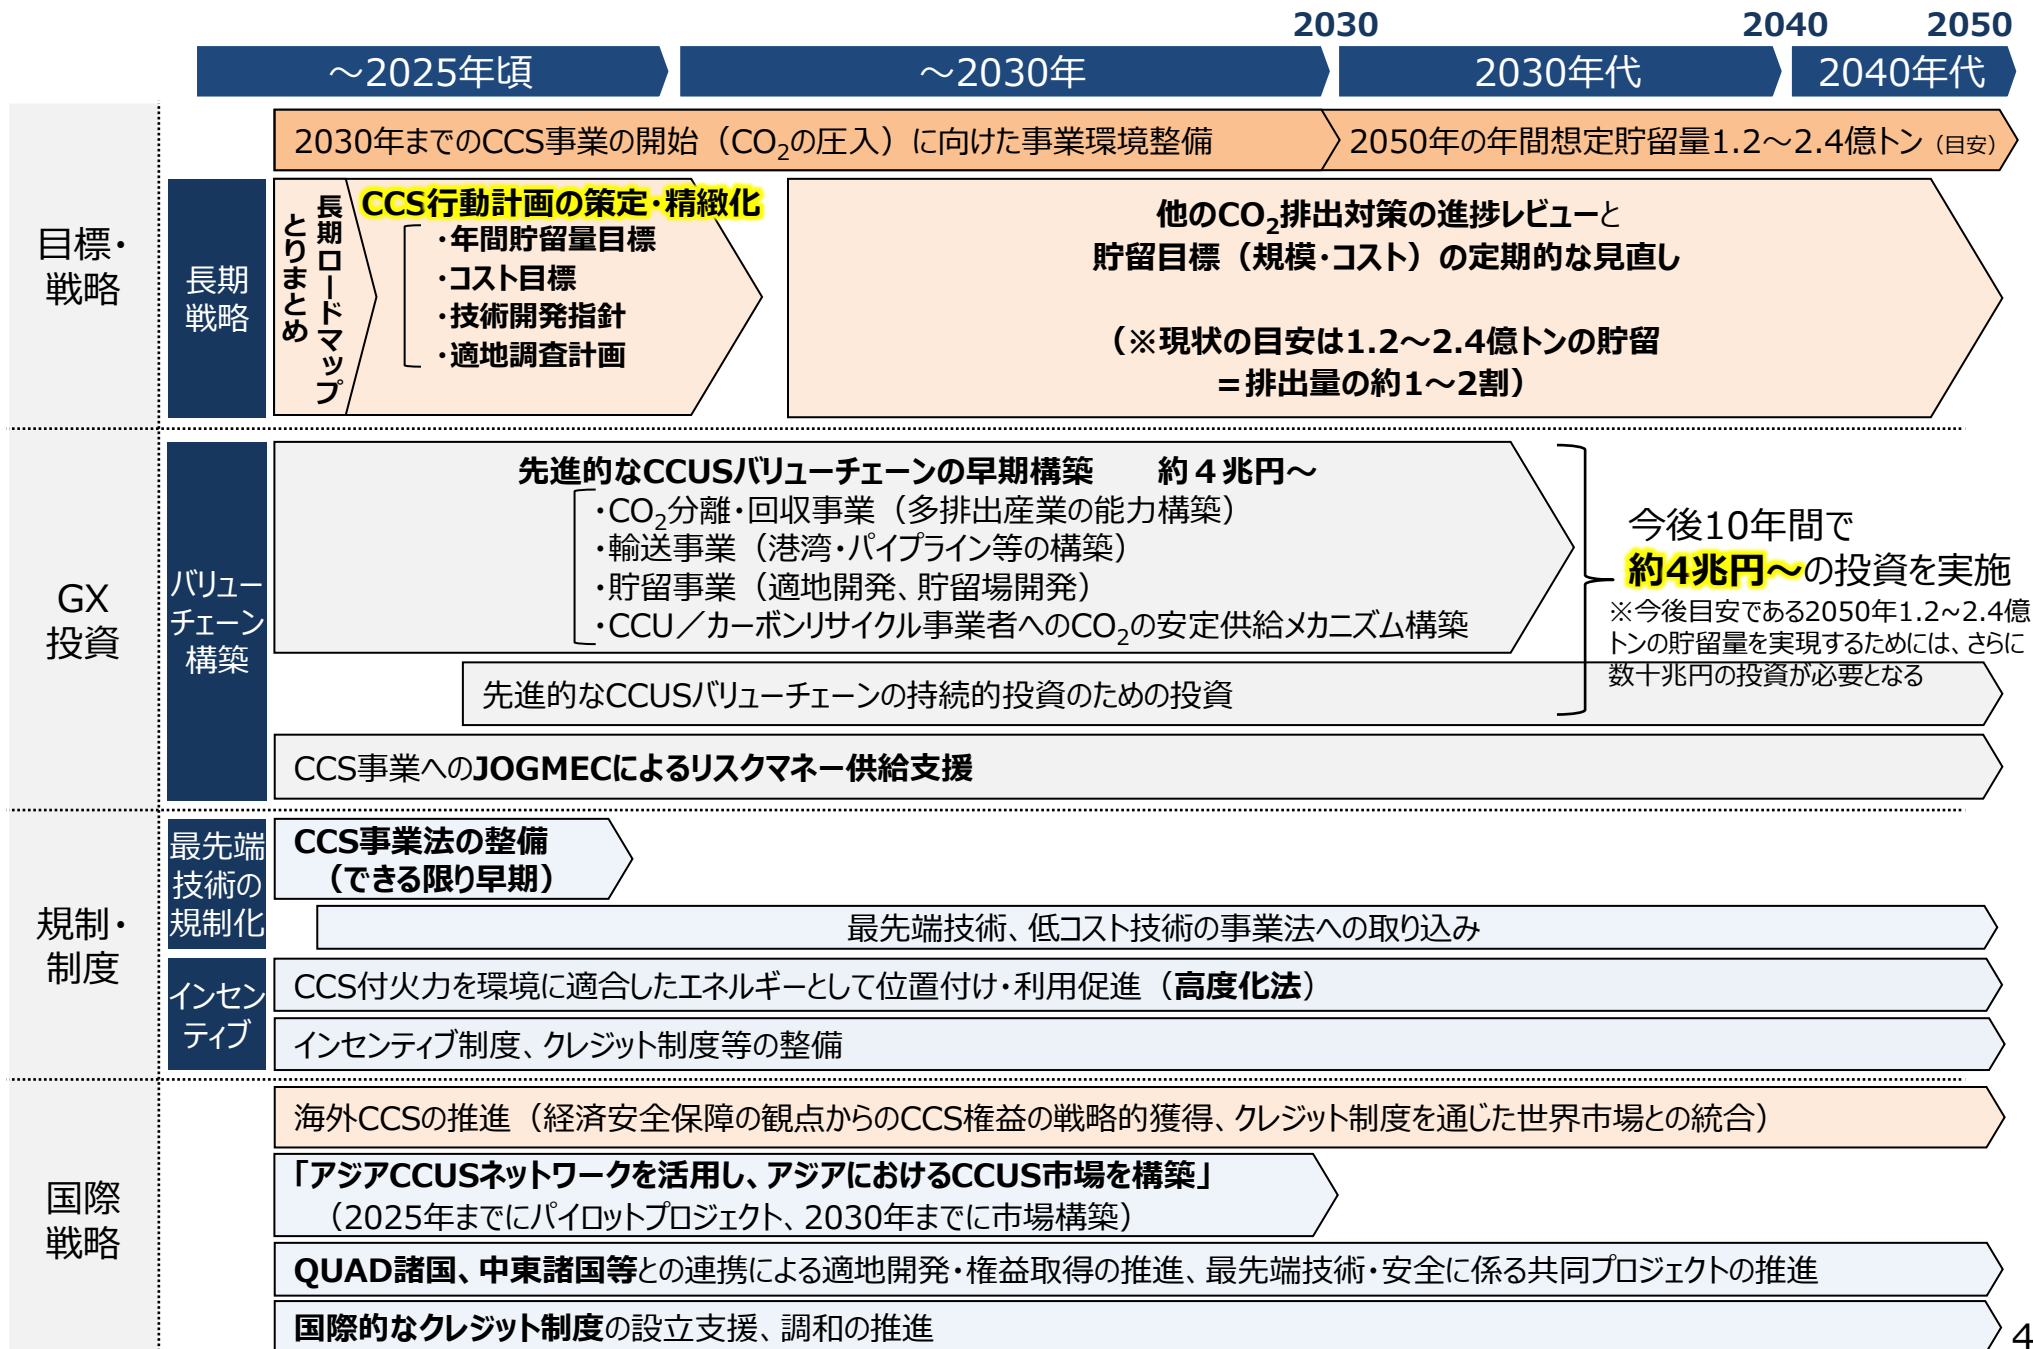 2030
2040
2050
～2025年頃
～2030年
2030年代
2040年代
目標・
戦略
2030年までのCCS事業の開始（CO₂の圧入）に向けた事業環境整備
2050年の年間想定貯留量1.2～2.4億トン（目安）
長期
戦略
長期ロードマップ
とりまとめ
CCS行動計画の策定・精緻化
・年間貯留量目標
・コスト目標
・技術開発指針
・適地調査計画
他のCO₂排出対策の進捗レビューと
貯留目標（規模・コスト）の定期的な見直し
（※現状の目安は1.2～2.4億トンの貯留
＝排出量の約1～2割）
GX
投資
バリュー
チェーン
構築
先進的なCCUSバリューチェーンの早期構築　　約４兆円～
・CO₂分離・回収事業（多排出産業の能力構築）
・輸送事業（港湾・パイプライン等の構築）
・貯留事業（適地開発、貯留場開発）
・CCU／カーボンリサイクル事業者へのCO₂の安定供給メカニズム構築
今後10年間で
約4兆円～の投資を実施
※今後目安である2050年1.2~2.4億
トンの貯留量を実現するためには、さらに
数十兆円の投資が必要となる
先進的なCCUSバリューチェーンの持続的投資のための投資
CCS事業へのJOGMECによるリスクマネー供給支援
規制・
制度
最先端
技術の
規制化
CCS事業法の整備
（できる限り早期）
最先端技術、低コスト技術の事業法への取り込み
インセン
ティブ
CCS付火力を環境に適合したエネルギーとして位置付け・利用促進（高度化法）
インセンティブ制度、クレジット制度等の整備
国際
戦略
海外CCSの推進（経済安全保障の観点からのCCS権益の戦略的獲得、クレジット制度を通じた世界市場との統合）
「アジアCCUSネットワークを活用し、アジアにおけるCCUS市場を構築」
（2025年までにパイロットプロジェクト、2030年までに市場構築）
QUAD諸国、中東諸国等との連携による適地開発・権益取得の推進、最先端技術・安全に係る共同プロジェクトの推進
国際的なクレジット制度の設立支援、調和の推進
4